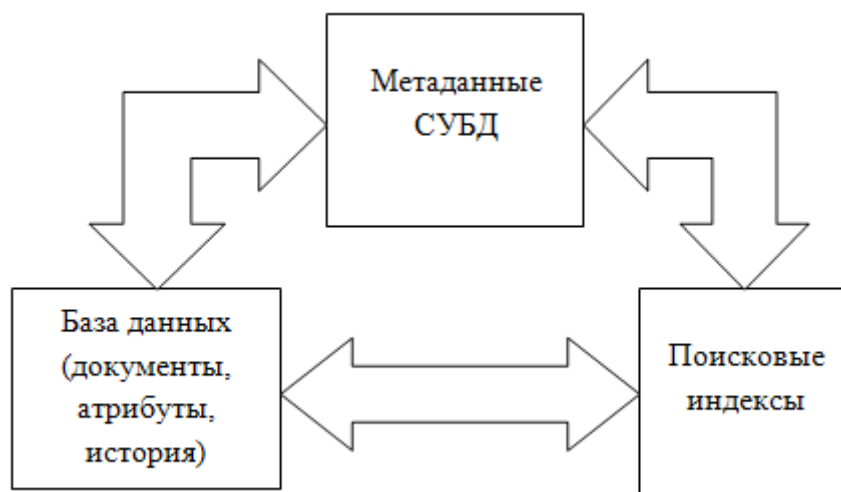 Метаданные
СУБД
База данных
(документы,
атрибуты,
история)
Поисковые
индексы